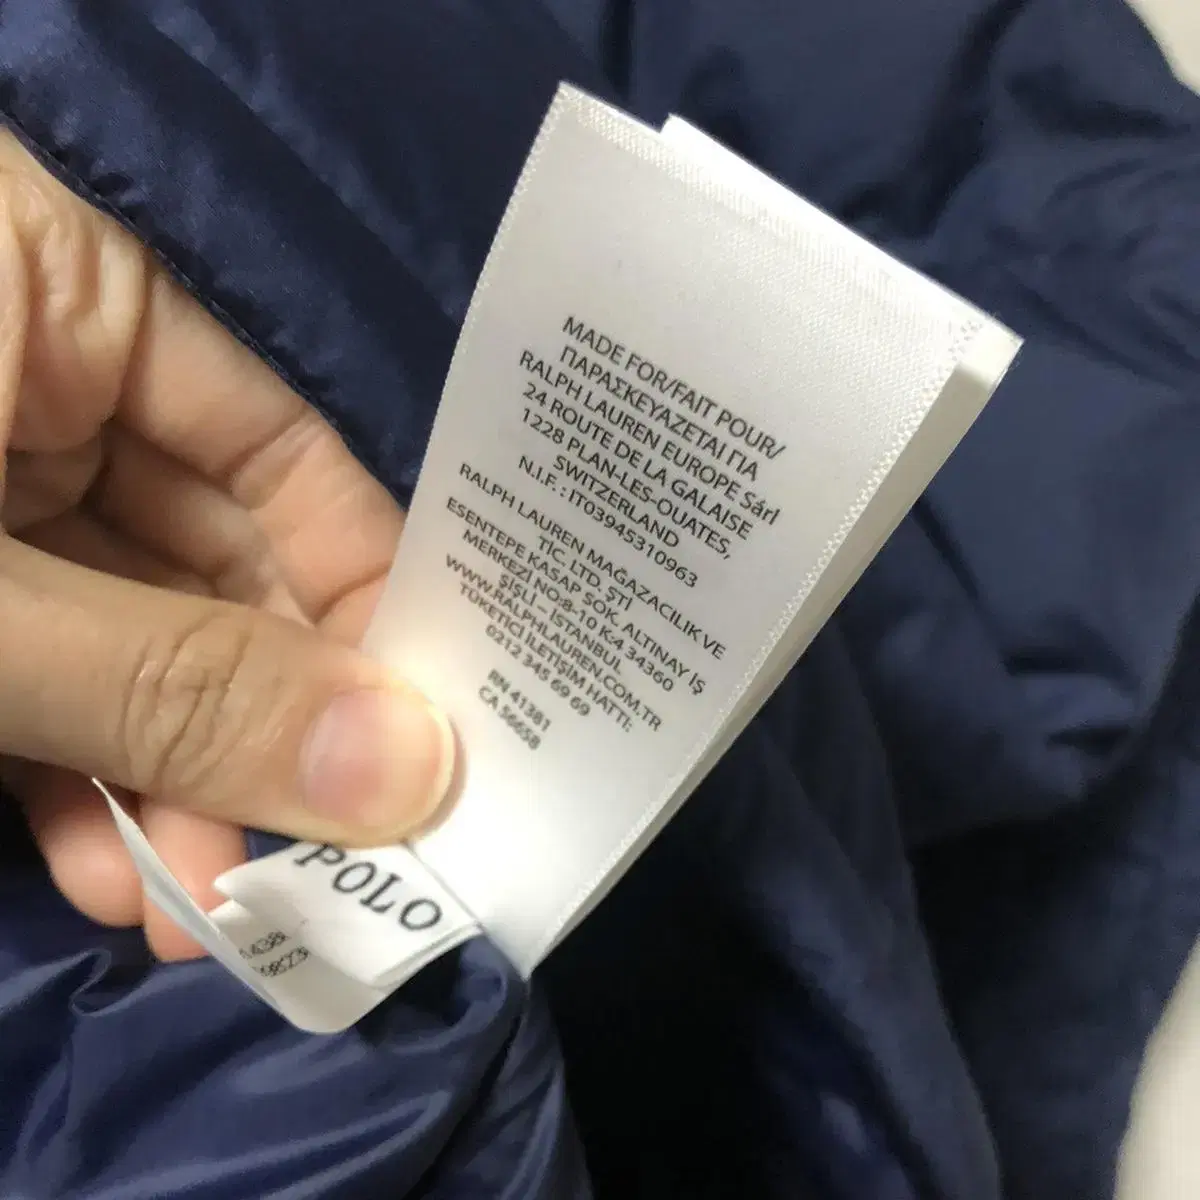 MADE FOR/FAIT POUR/
ΠΑΡΑΣΚΕΥΑΖΕΤΑΙ ΓΙΑ
RALPH LAUREN EUROPE Sárl
24 ROUTE DE LA GALAISE
1228 PLAN-LES-OUATES,
SWITZERLAND
N.I.F. : IT03945310963
RALPH LAUREN MAĞAZACILIK VE
TİC. LTD. ŞTİ
ESENTEPE, KASAP SOK. ALTINAY İŞ
MERKEZİ NO:8-10 K:4 34360
ŞİŞLİ – İSTANBUL
WWW.RALPHLAUREN.COM.TR
TÜKETİCİ İLETİŞİM HATTI:
0212 345 69 69
RN 41381
CA 56658
POLO